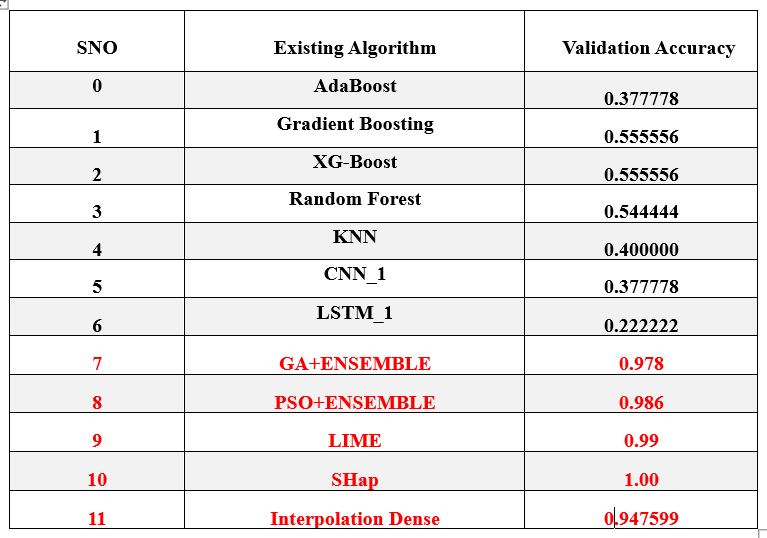 SNO Existing Algorithm Validation Accuracy
0 AdaBoost 0.377778
1 Gradient Boosting 0.555556
2 XG-Boost 0.555556
3 Random Forest 0.544444
4 KNN 0.400000
5 CNN_1 0.377778
6 LSTM_1 0.222222
7 GA+ENSEMBLE 0.978
8 PSO+ENSEMBLE 0.986
9 LIME 0.99
10 SHap 1.00
11 Interpolation Dense 0.947599